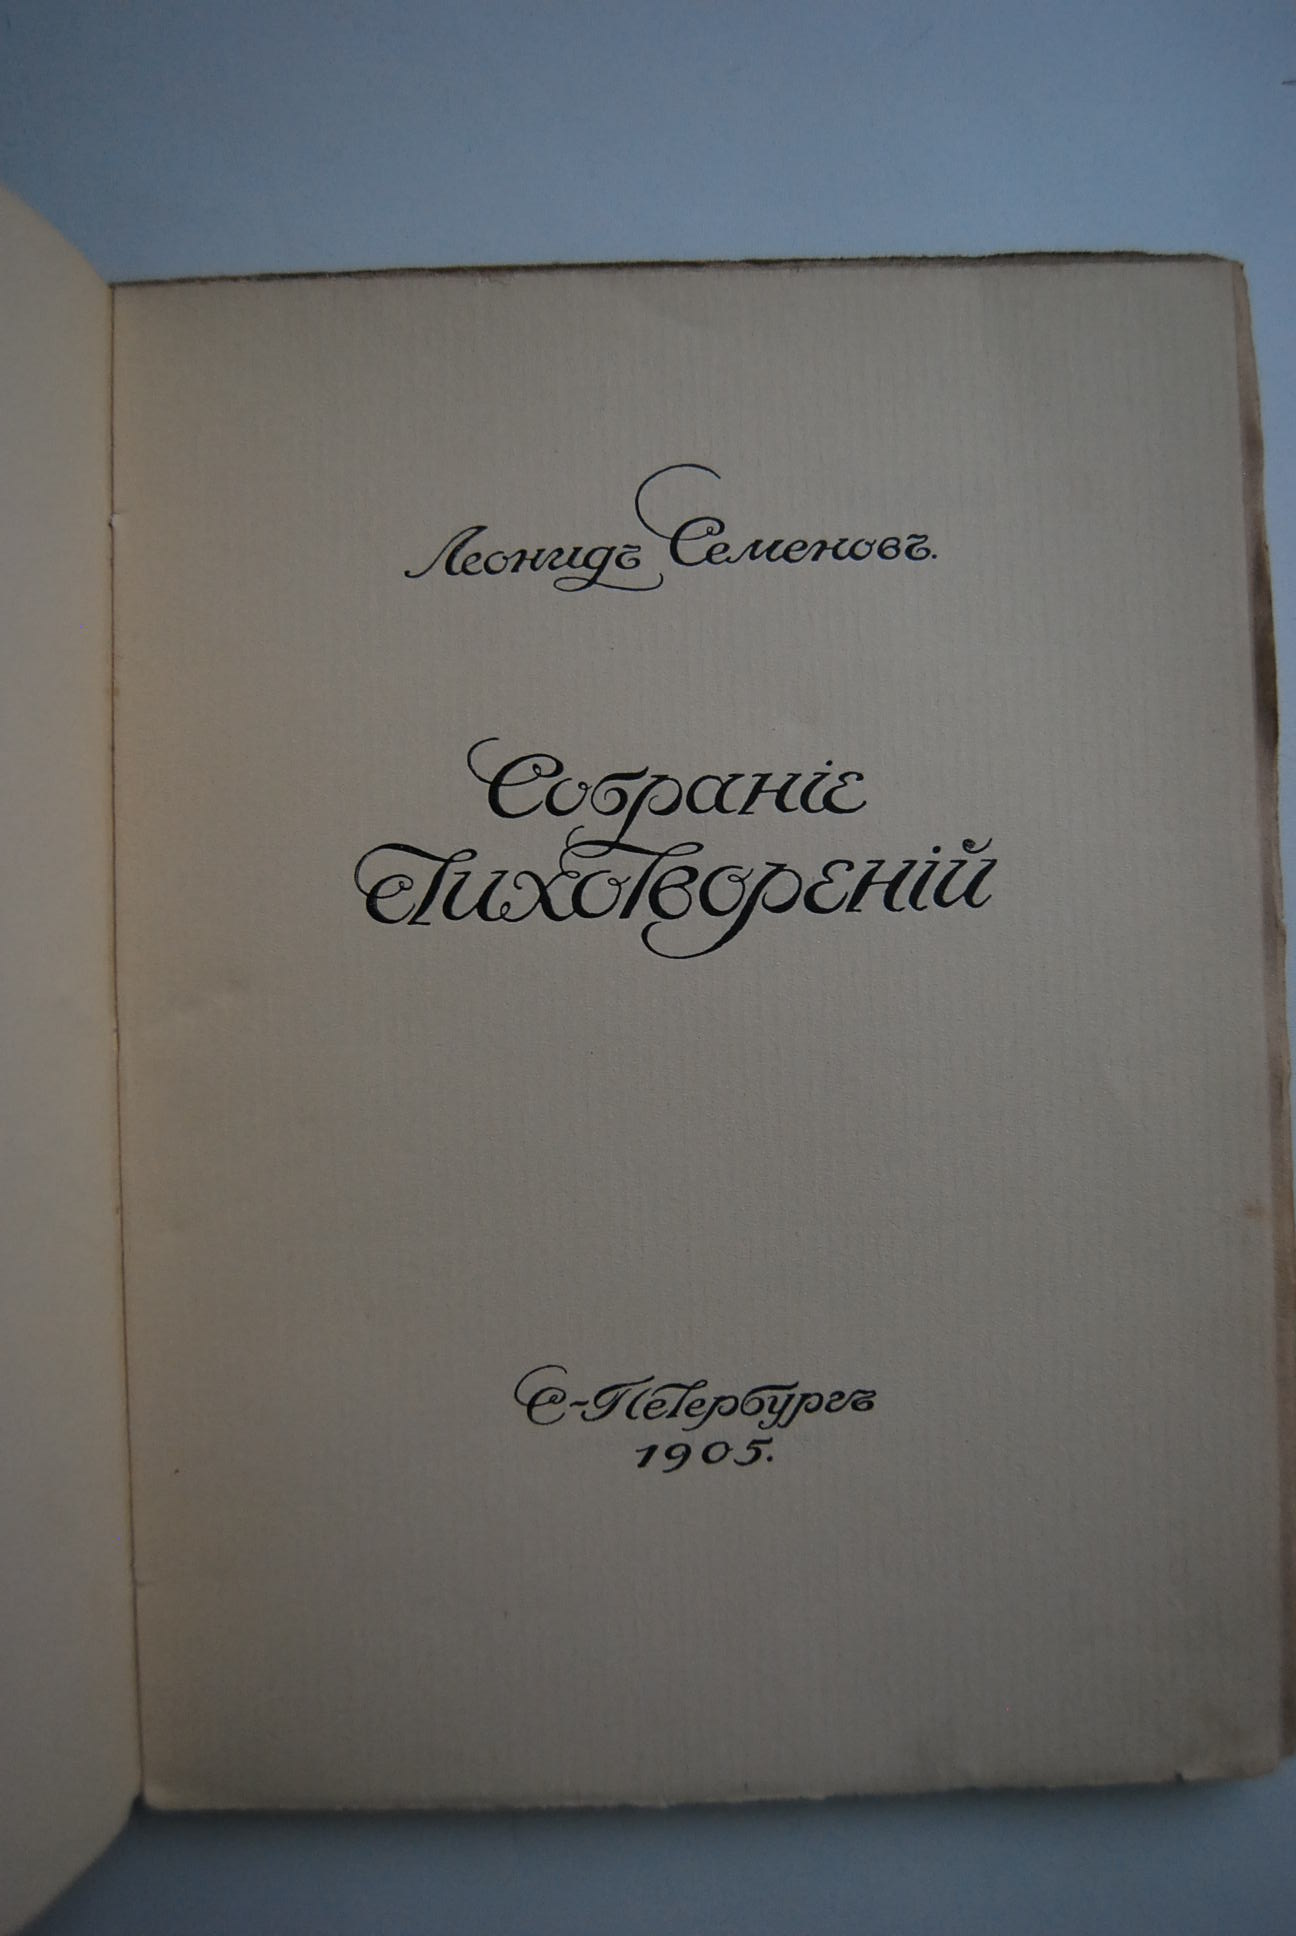 Леонидъ Семеновъ.
Собраніе
Стихотвореній
С-Петербургъ
1905.